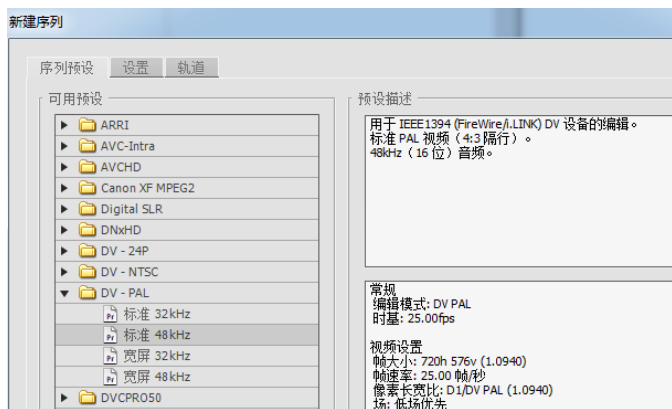 新建序列
序列预设 设置 轨道
可用预设
ARRI
AVC-Intra
AVCHD
Canon XF MPEG2
Digital SLR
DNxHD
DV - 24P
DV - NTSC
DV - PAL
标准 32kHz
标准 48kHz
宽屏 32kHz
宽屏 48kHz
DVCPRO50
预设描述
用于 IEEE1394 (FireWire/i.LINK) DV 设备的编辑。
标准 PAL 视频（4:3 隔行）。
48kHz（16 位）音频。
常规
编辑模式: DV PAL
时基: 25.00fps
视频设置
帧大小: 720h 576v (1.0940)
帧速率: 25.00 帧/秒
像素长宽比: D1/DV PAL (1.0940)
场: 低场优先